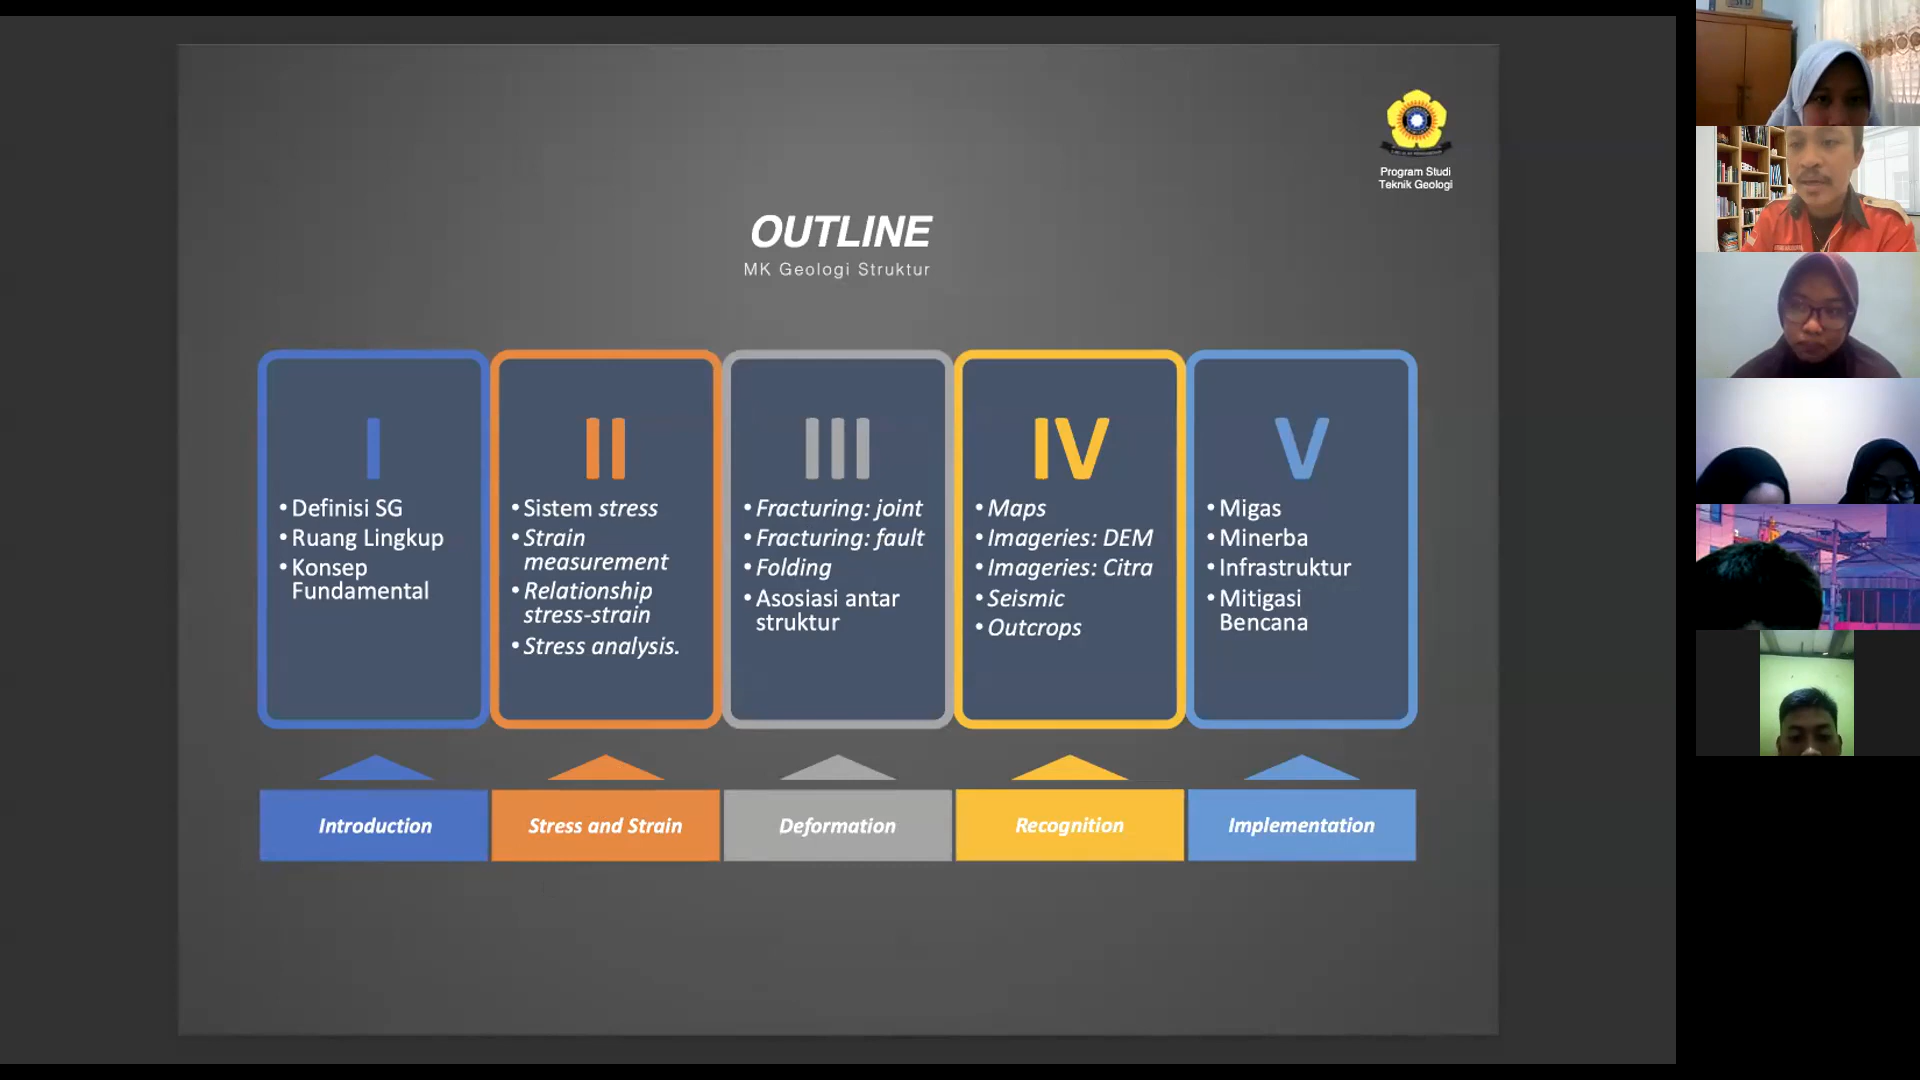 Program Studi
Teknik Geologi
OUTLINE
MK Geologi Struktur
I
• Definisi SG
• Ruang Lingkup
• Konsep
Fundamental
II
• Sistem stress
• Strain
measurement
• Relationship
stress-strain
• Stress analysis.
III
• Fracturing: joint
• Fracturing: fault
• Folding
• Asosiasi antar
struktur
IV
• Maps
• Imageries: DEM
• Imageries: Citra
• Seismic
• Outcrops
V
• Migas
• Minerba
• Infrastruktur
• Mitigasi
Bencana
Introduction
Stress and Strain
Deformation
Recognition
Implementation